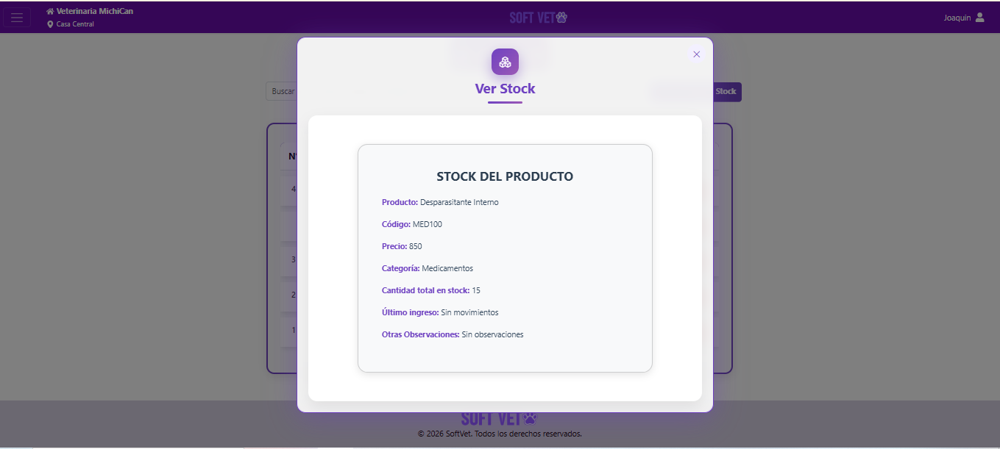 Veterinaria MichiCan
Casa Central
SOFT VET
Joaquin
Ver Stock
Buscar
Stock
N°
4
3
2
1
STOCK DEL PRODUCTO
Producto: Desparasitante Interno
Código: MED100
Precio: 850
Categoría: Medicamentos
Cantidad total en stock: 15
Último ingreso: Sin movimientos
Otras Observaciones: Sin observaciones
SOFT VET
© 2026 SoftVet. Todos los derechos reservados.